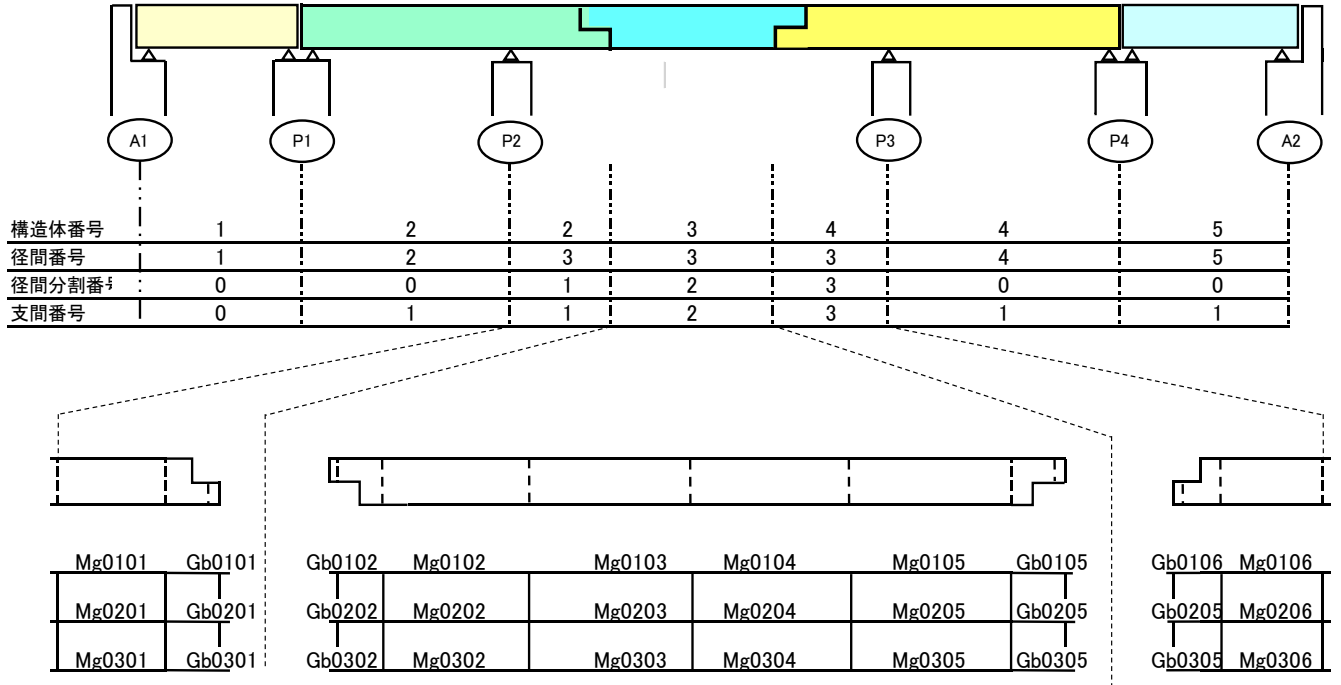 A1 P1 P2 P3 P4 A2
構造体番号 1 2 2 3 4 4 5
径間番号 1 2 3 3 3 4 5
径間分割番 0 0 1 2 3 0 0
支間番号 0 1 1 2 3 1 1
Mg0101 Gb0101 Gb0102 Mg0102 Mg0103 Mg0104 Mg0105 Gb0105 Gb0106 Mg0106
Mg0201 Gb0201 Gb0202 Mg0202 Mg0203 Mg0204 Mg0205 Gb0205 Gb0205 Mg0206
Mg0301 Gb0301 Gb0302 Mg0302 Mg0303 Mg0304 Mg0305 Gb0305 Gb0305 Mg0306